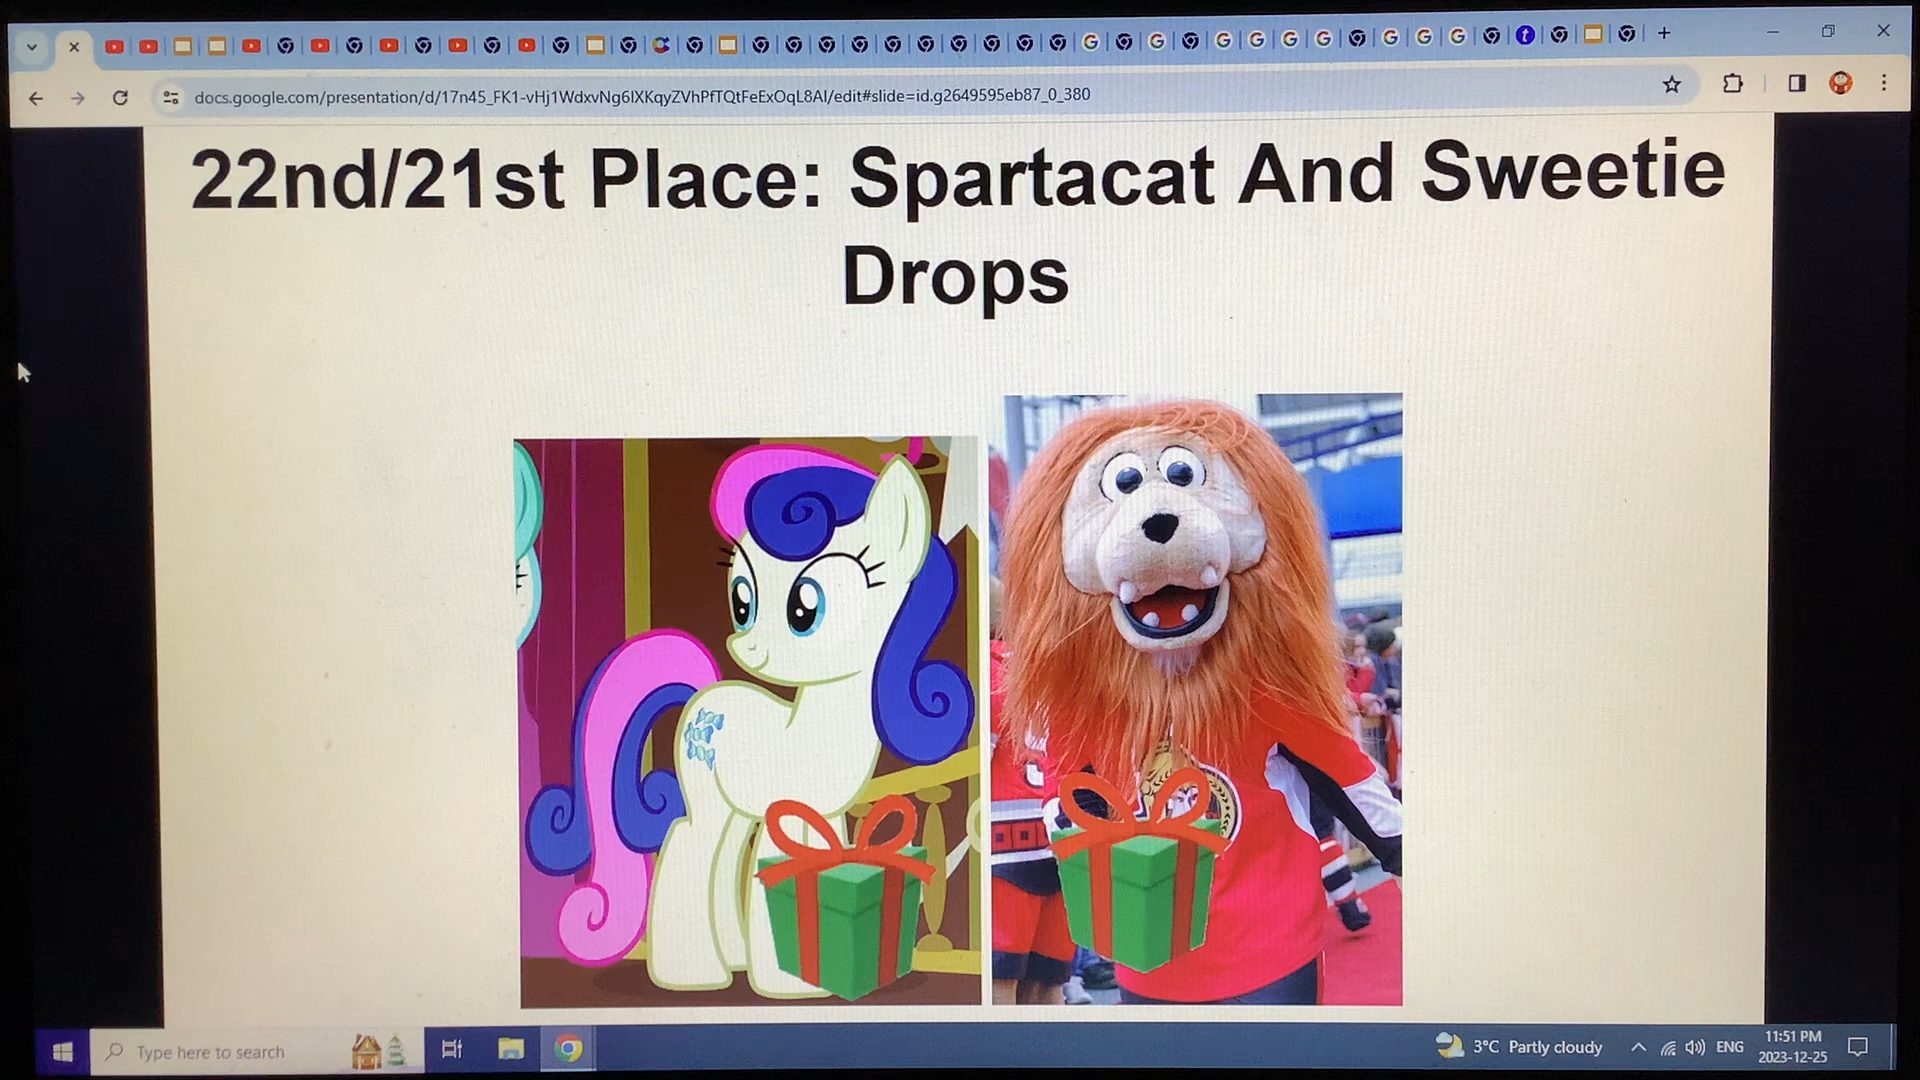 docs.google.com/presentation/d/17n45_FK1-vHj1WdxvNg6lXKqyZVhPfTQtFeExOqL8AI/edit#slide=id.g2649595eb87_0_380
22nd/21st Place: Spartacat And Sweetie
Drops
Type here to search
3°C Partly cloudy
ENG
11:51 PM
2023-12-25